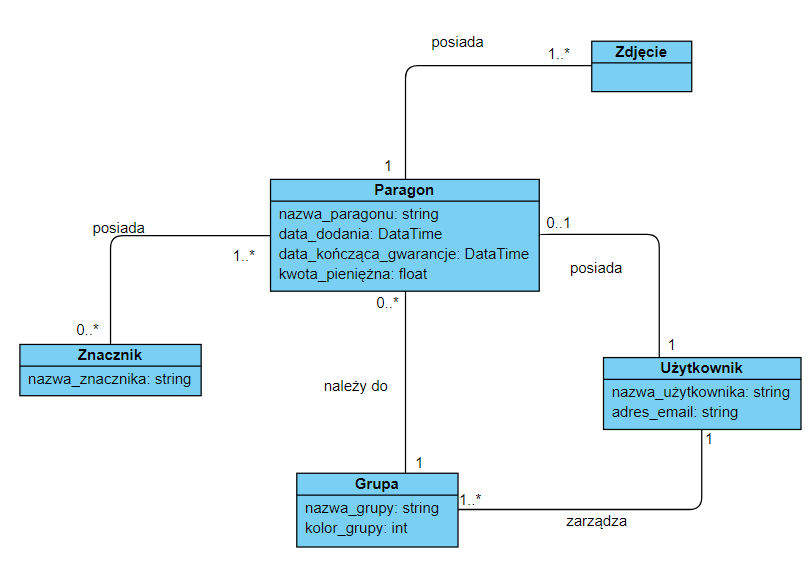 posiada
1..*
Zdjęcie
1
Paragon
nazwa_paragonu: string
data_dodania: DataTime
data_kończąca_gwarancje: DataTime
kwota_pieniężna: float
posiada
1..*
0..1
posiada
0..*
0..*
1
Znacznik
nazwa_znacznika: string
Użytkownik
nazwa_użytkownika: string
adres_email: string
należy do
1
1
Grupa
nazwa_grupy: string
kolor_grupy: int
1..*
zarządza